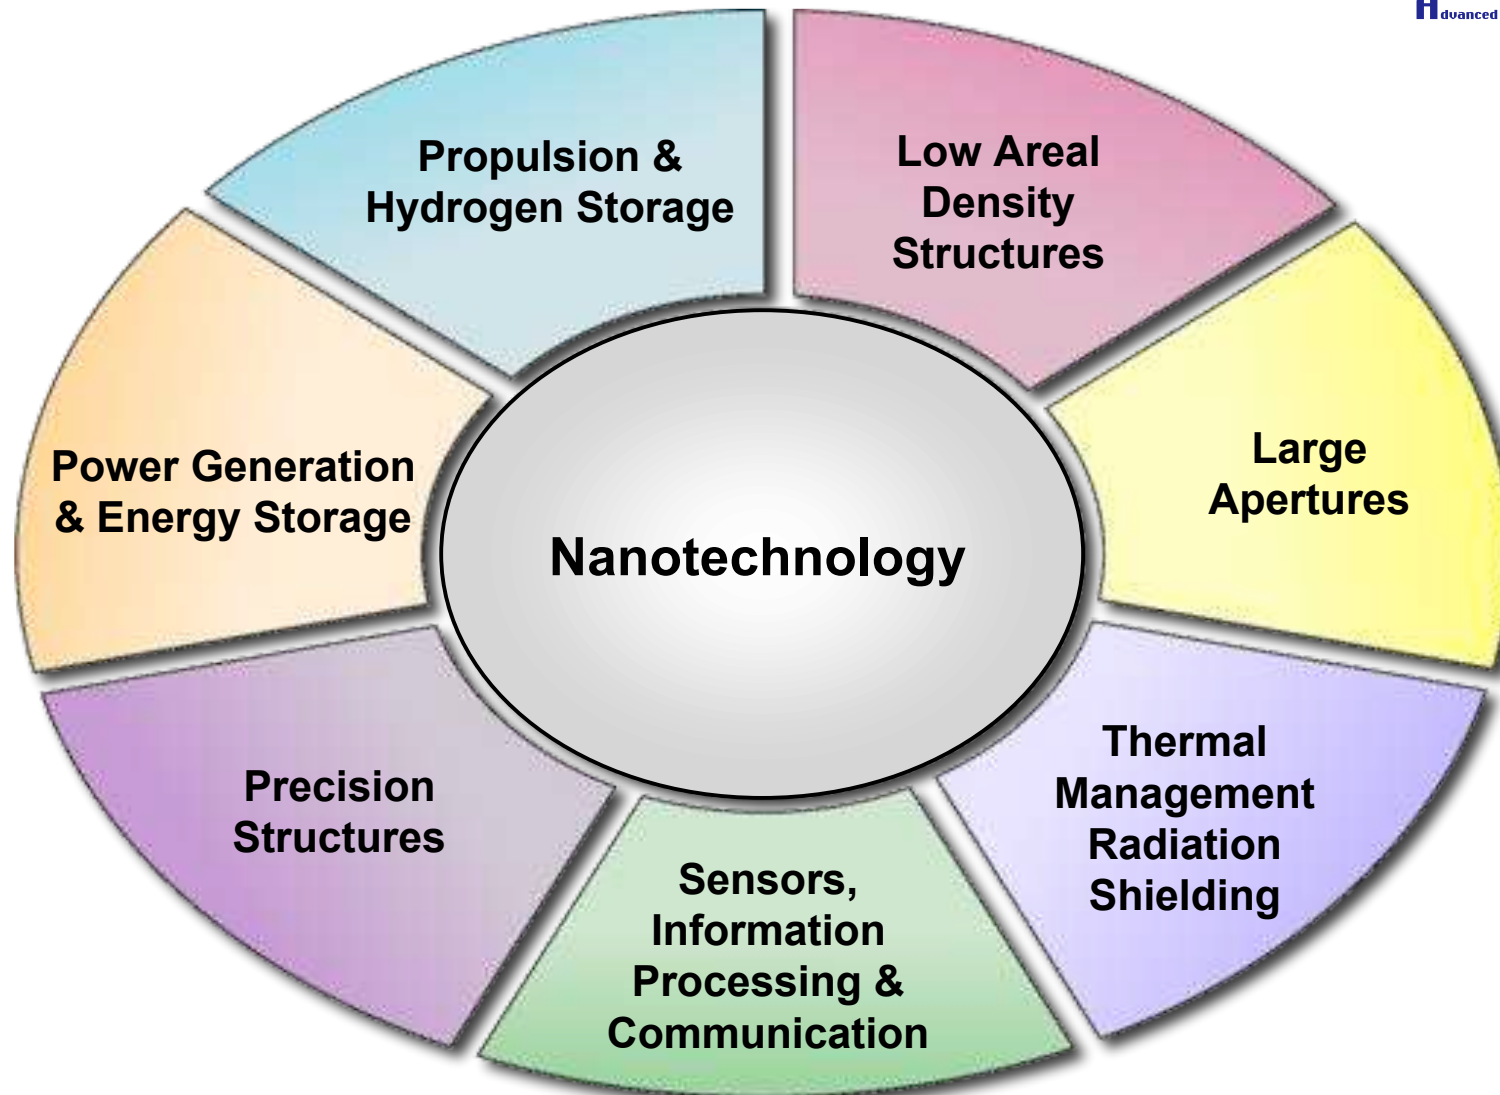 Advanced
Propulsion &
Hydrogen Storage
Low Areal
Density
Structures
Large
Apertures
Power Generation
& Energy Storage
Nanotechnology
Thermal
Management
Radiation
Shielding
Precision
Structures
Sensors,
Information
Processing &
Communication